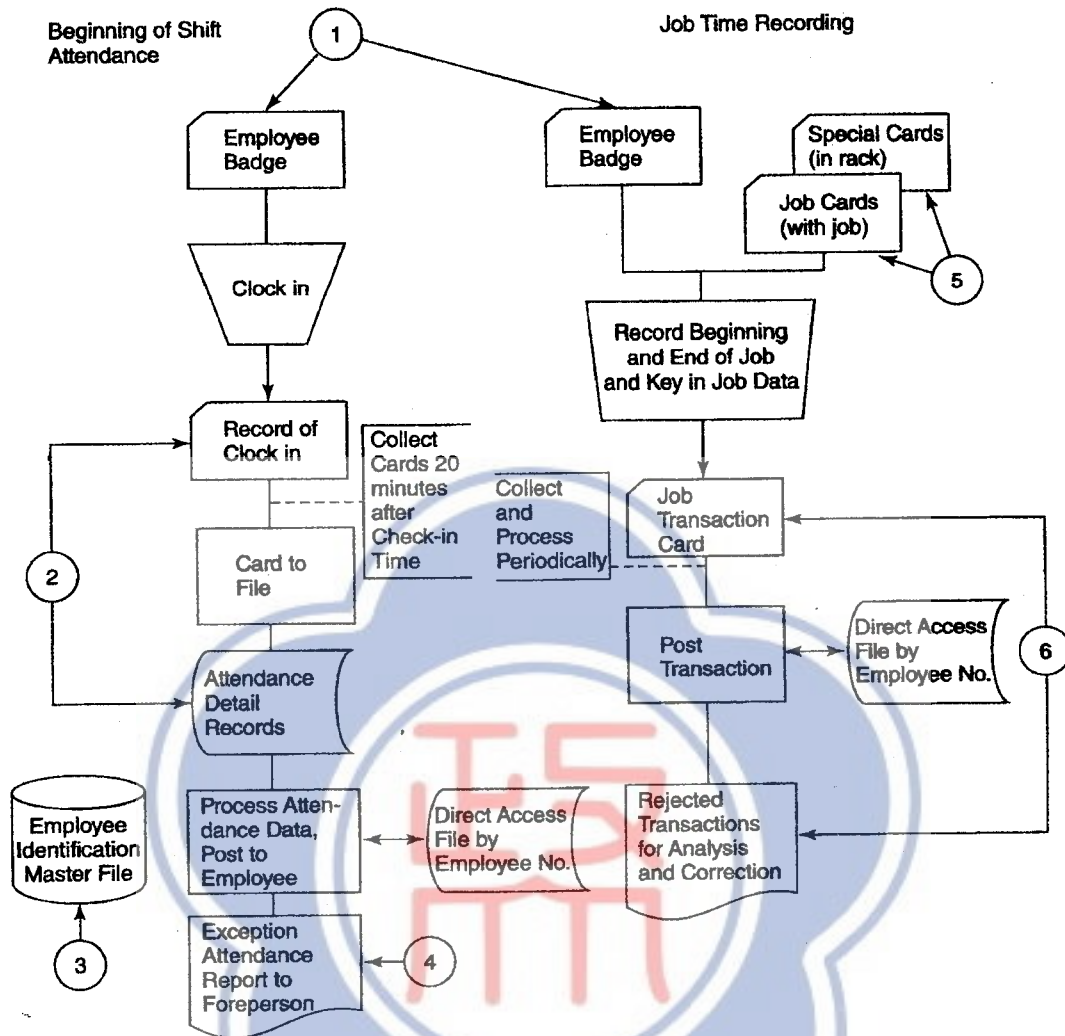 Beginning of Shift
Attendance
1
Job Time Recording
Employee
Badge
Employee
Badge
Special Cards
(in rack)
Job Cards
(with job)
5
Clock in
Record Beginning
and End of Job
and Key in Job Data
Record of
Clock in
Collect
Cards 20
minutes
after
Check-in
Time
Collect
and
Process
Periodically
Job
Transaction
Card
2
Card to
File
Post
Transaction
Direct Access
File by
Employee No.
6
Attendance
Detail
Records
Employee
Identification
Master File
Process Atten-
dance Data,
Post to
Employee
Direct Access
File by
Employee No.
Rejected
Transactions
for Analysis
and Correction
3
Exception
Attendance
Report to
Foreperson
4